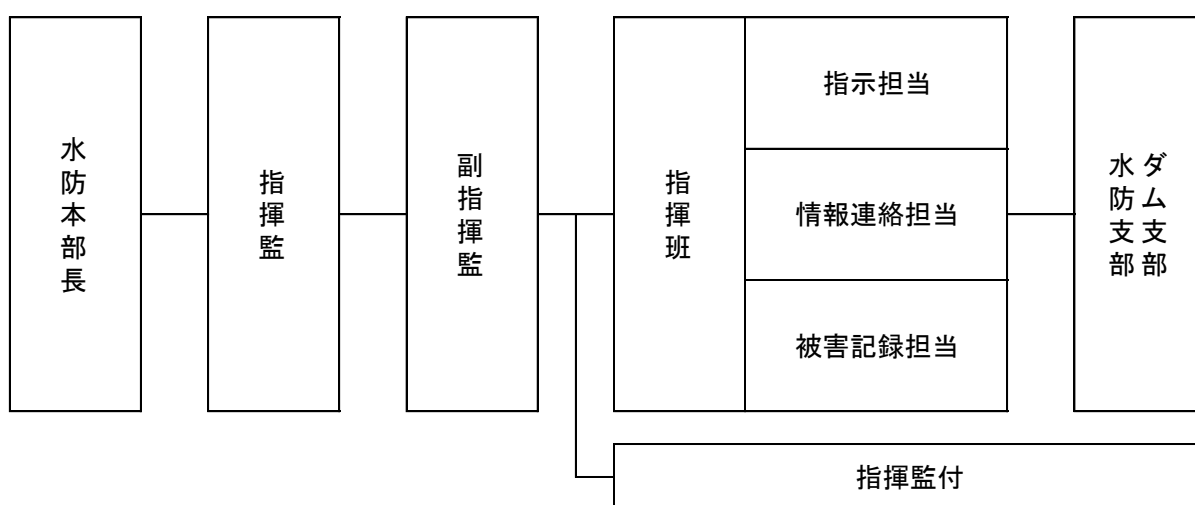 水防本部長
指揮監
副指揮監
指揮班
指示担当
情報連絡担当
被害記録担当
ダム支部
水防支部
指揮監付